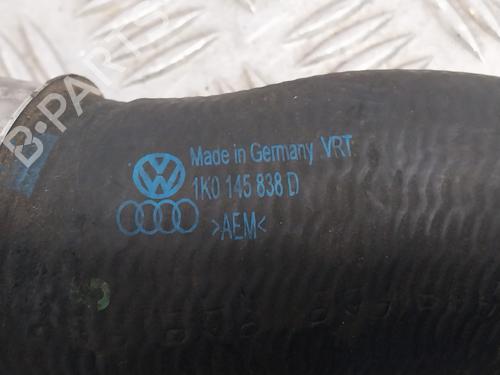 B-PARTS
Made in Germany VRT
1K0 145 838 D
>AEM<